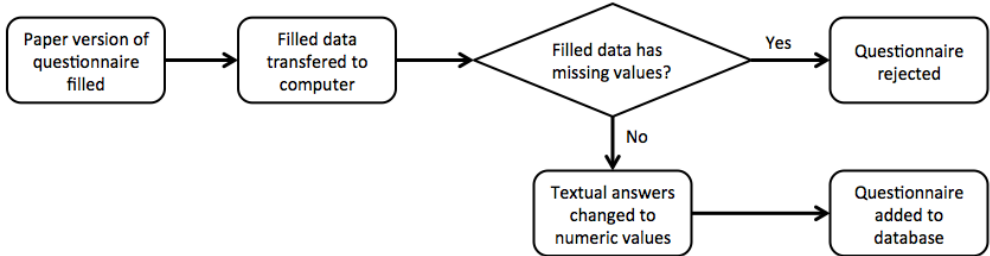 Paper version of
questionnaire
filled
Filled data
transfered to
computer
Filled data has
missing values?
Yes
Questionnaire
rejected
No
Textual answers
changed to
numeric values
Questionnaire
added to
database